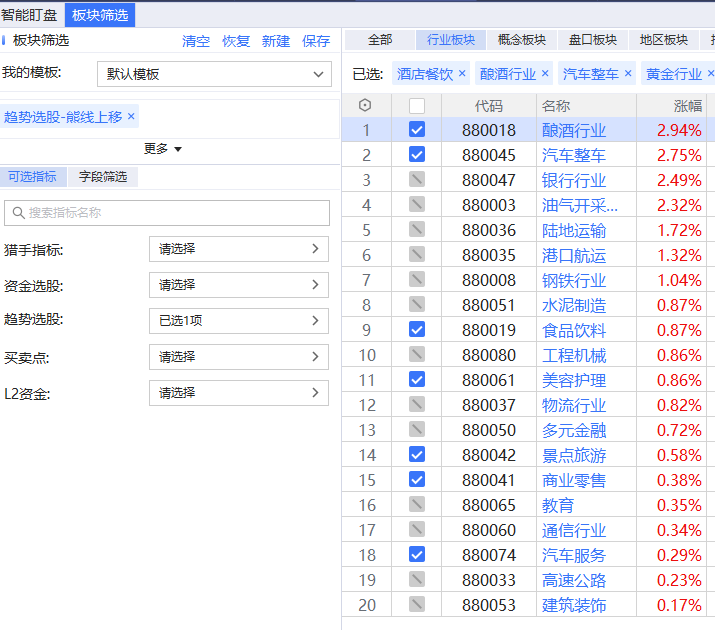 智能盯盘 板块筛选
板块筛选 清空 恢复 新建 保存
我的模板: 默认模板
趋势选股-能线上移 ×
更多
可选指标 字段筛选
搜索指标名称
猎手指标: 请选择
资金选股: 请选择
趋势选股: 已选1项
买卖点: 请选择
L2资金: 请选择
全部 行业板块 概念板块 盘口板块 地区板块
已选: 酒店餐饮 × 酿酒行业 × 汽车整车 × 黄金行业 ×
代码 名称 涨幅
1 880018 酿酒行业 2.94%
2 880045 汽车整车 2.75%
3 880047 银行行业 2.49%
4 880003 油气开采... 2.32%
5 880036 陆地运输 1.72%
6 880035 港口航运 1.32%
7 880008 钢铁行业 1.04%
8 880051 水泥制造 0.87%
9 880019 食品饮料 0.87%
10 880080 工程机械 0.86%
11 880061 美容护理 0.86%
12 880037 物流行业 0.82%
13 880050 多元金融 0.72%
14 880042 景点旅游 0.58%
15 880041 商业零售 0.38%
16 880065 教育 0.35%
17 880060 通信行业 0.34%
18 880074 汽车服务 0.29%
19 880033 高速公路 0.23%
20 880053 建筑装饰 0.17%